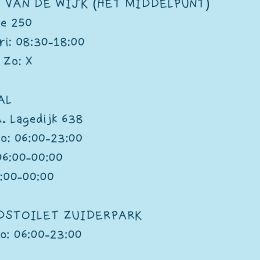 VAN DE WIJK (HET MIDDELPUNT)
e 250
ri: 08:30-18:00
Zo: X
AL
. Lagedijk 638
o: 06:00-23:00
06:00-00:00
:00-00:00
DSTOILET ZUIDERPARK
o: 06:00-23:00